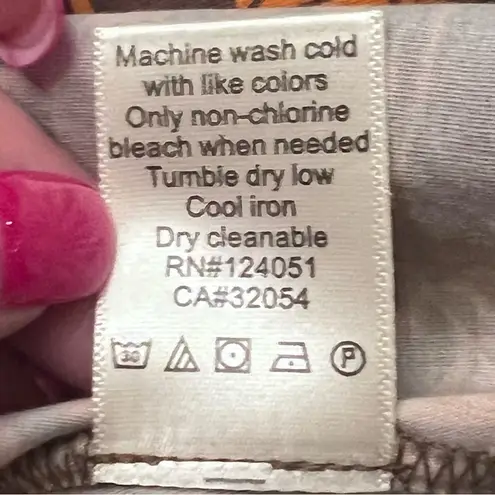 Machine wash cold
with like colors
Only non-chlorine
bleach when needed
Tumble dry low
Cool iron
Dry cleanable
RN#124051
CA#32054
30 P